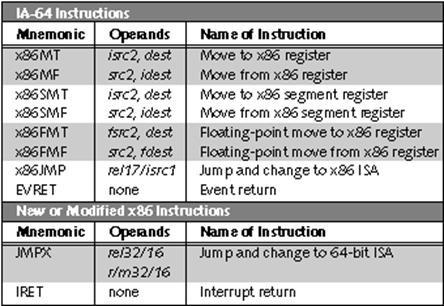 IA-64 Instructions
Mnemonic Operands Name of Instruction
x86MT isrc2, dest Move to x86 register
x86MF src2, idest Move from x86 register
x86SMT isrc2, dest Move to x86 segment register
x86SMF src2, idest Move from x86 segment register
x86FMT fsrc2, dest Floating-point move to x86 register
x86FMF src2, fdest Floating-point move from x86 register
x86JMP rel17/isrc1 Jump and change to x86 ISA
EVRET none Event return
New or Modified x86 Instructions
Mnemonic Operands Name of Instruction
JMPX rel32/16 Jump and change to 64-bit ISA
r/m32/16
IRET none Interrupt return